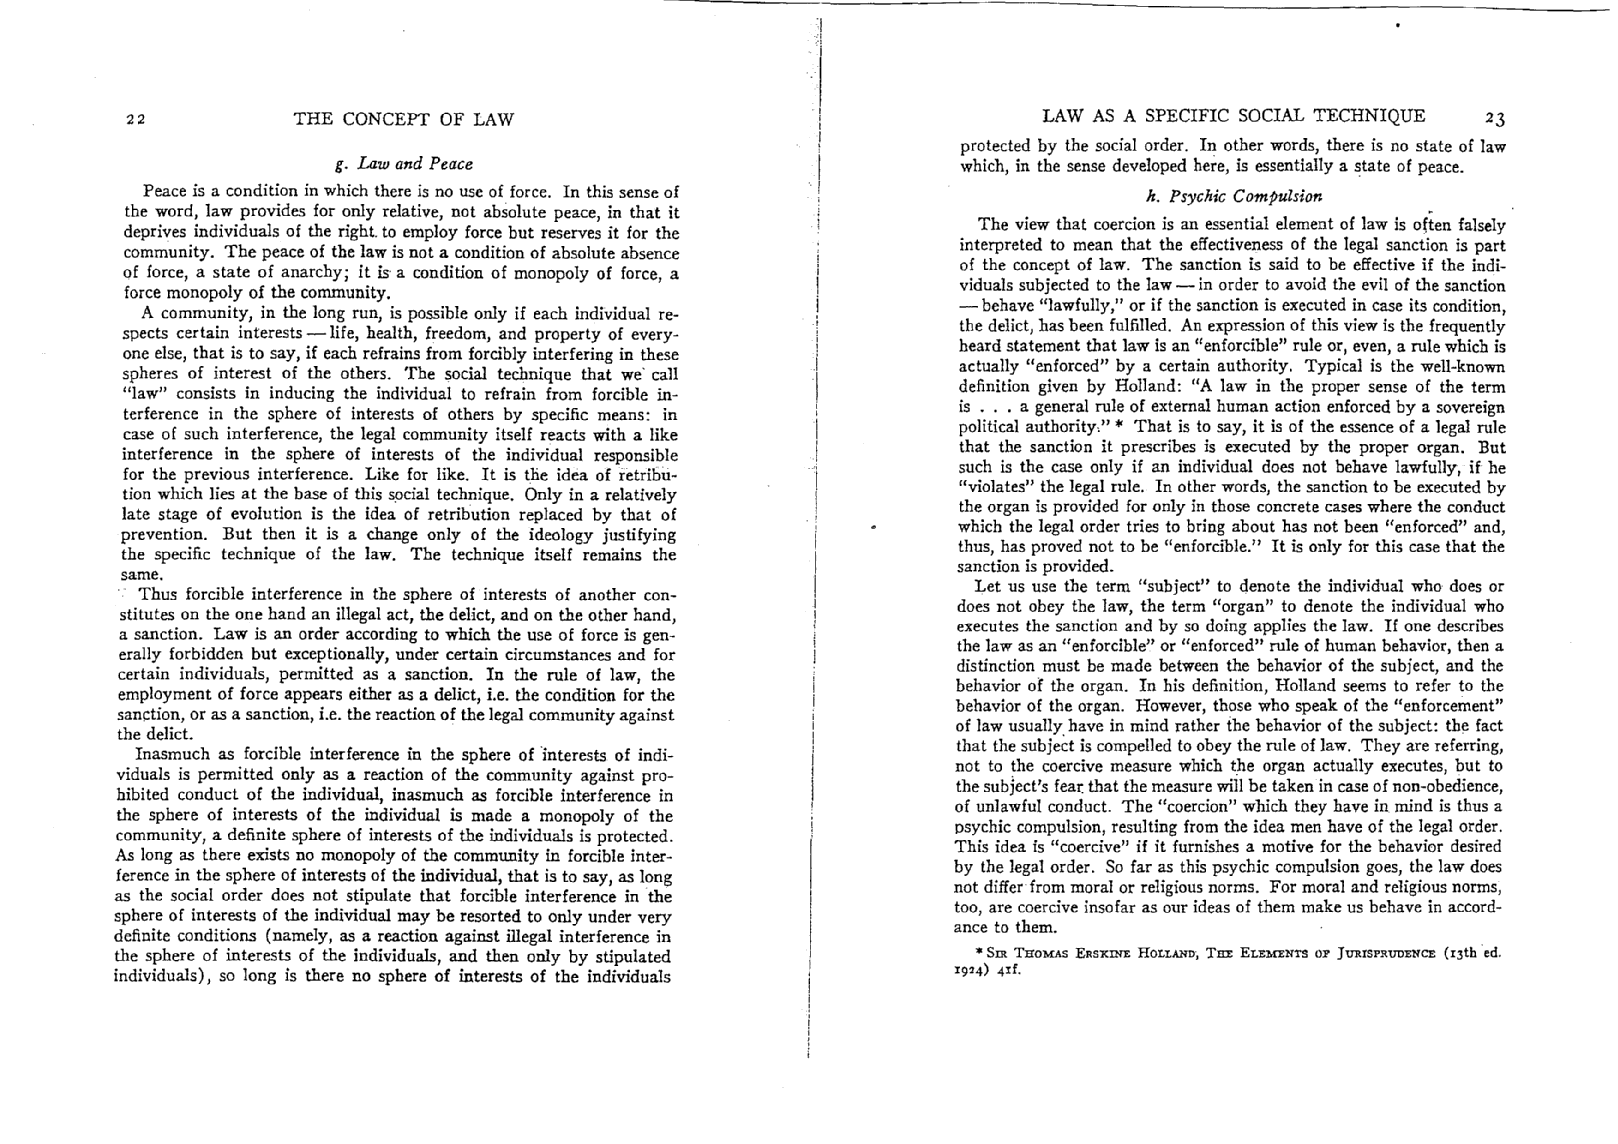 22 THE CONCEPT OF LAW
g. Law and Peace
Peace is a condition in which there is no use of force. In this sense of
the word, law provides for only relative, not absolute peace, in that it
deprives individuals of the right to employ force but reserves it for the
community. The peace of the law is not a condition of absolute absence
of force, a state of anarchy; it is a condition of monopoly of force, a
force monopoly of the community.
A community, in the long run, is possible only if each individual re-
spects certain interests — life, health, freedom, and property of every-
one else, that is to say, if each refrains from forcibly interfering in these
spheres of interest of the others. The social technique that we call
"law" consists in inducing the individual to refrain from forcible in-
terference in the sphere of interests of others by specific means: in
case of such interference, the legal community itself reacts with a like
interference in the sphere of interests of the individual responsible
for the previous interference. Like for like. It is the idea of retribu-
tion which lies at the base of this social technique. Only in a relatively
late stage of evolution is the idea of retribution replaced by that of
prevention. But then it is a change only of the ideology justifying
the specific technique of the law. The technique itself remains the
same.
Thus forcible interference in the sphere of interests of another con-
stitutes on the one hand an illegal act, the delict, and on the other hand,
a sanction. Law is an order according to which the use of force is gen-
erally forbidden but exceptionally, under certain circumstances and for
certain individuals, permitted as a sanction. In the rule of law, the
employment of force appears either as a delict, i.e. the condition for the
sanction, or as a sanction, i.e. the reaction of the legal community against
the delict.
Inasmuch as forcible interference in the sphere of interests of indi-
viduals is permitted only as a reaction of the community against pro-
hibited conduct of the individual, inasmuch as forcible interference in
the sphere of interests of the individual is made a monopoly of the
community, a definite sphere of interests of the individuals is protected.
As long as there exists no monopoly of the community in forcible inter-
ference in the sphere of interests of the individual, that is to say, as long
as the social order does not stipulate that forcible interference in the
sphere of interests of the individual may be resorted to only under very
definite conditions (namely, as a reaction against illegal interference in
the sphere of interests of the individuals, and then only by stipulated
individuals), so long is there no sphere of interests of the individuals
LAW AS A SPECIFIC SOCIAL TECHNIQUE 23
protected by the social order. In other words, there is no state of law
which, in the sense developed here, is essentially a state of peace.
h. Psychic Compulsion
The view that coercion is an essential element of law is often falsely
interpreted to mean that the effectiveness of the legal sanction is part
of the concept of law. The sanction is said to be effective if the indi-
viduals subjected to the law — in order to avoid the evil of the sanction
— behave "lawfully," or if the sanction is executed in case its condition,
the delict, has been fulfilled. An expression of this view is the frequently
heard statement that law is an "enforcible" rule or, even, a rule which is
actually "enforced" by a certain authority. Typical is the well-known
definition given by Holland: "A law in the proper sense of the term
is . . . a general rule of external human action enforced by a sovereign
political authority." * That is to say, it is of the essence of a legal rule
that the sanction it prescribes is executed by the proper organ. But
such is the case only if an individual does not behave lawfully, if he
"violates" the legal rule. In other words, the sanction to be executed by
the organ is provided for only in those concrete cases where the conduct
which the legal order tries to bring about has not been "enforced" and,
thus, has proved not to be "enforcible." It is only for this case that the
sanction is provided.
Let us use the term "subject" to denote the individual who does or
does not obey the law, the term "organ" to denote the individual who
executes the sanction and by so doing applies the law. If one describes
the law as an "enforcible" or "enforced" rule of human behavior, then a
distinction must be made between the behavior of the subject, and the
behavior of the organ. In his definition, Holland seems to refer to the
behavior of the organ. However, those who speak of the "enforcement"
of law usually have in mind rather the behavior of the subject: the fact
that the subject is compelled to obey the rule of law. They are referring,
not to the coercive measure which the organ actually executes, but to
the subject's fear that the measure will be taken in case of non-obedience,
of unlawful conduct. The "coercion" which they have in mind is thus a
psychic compulsion, resulting from the idea men have of the legal order.
This idea is "coercive" if it furnishes a motive for the behavior desired
by the legal order. So far as this psychic compulsion goes, the law does
not differ from moral or religious norms. For moral and religious norms,
too, are coercive insofar as our ideas of them make us behave in accord-
ance to them.
* SIR THOMAS ERSKINE HOLLAND, THE ELEMENTS OF JURISPRUDENCE (13th ed.
1924) 41f.